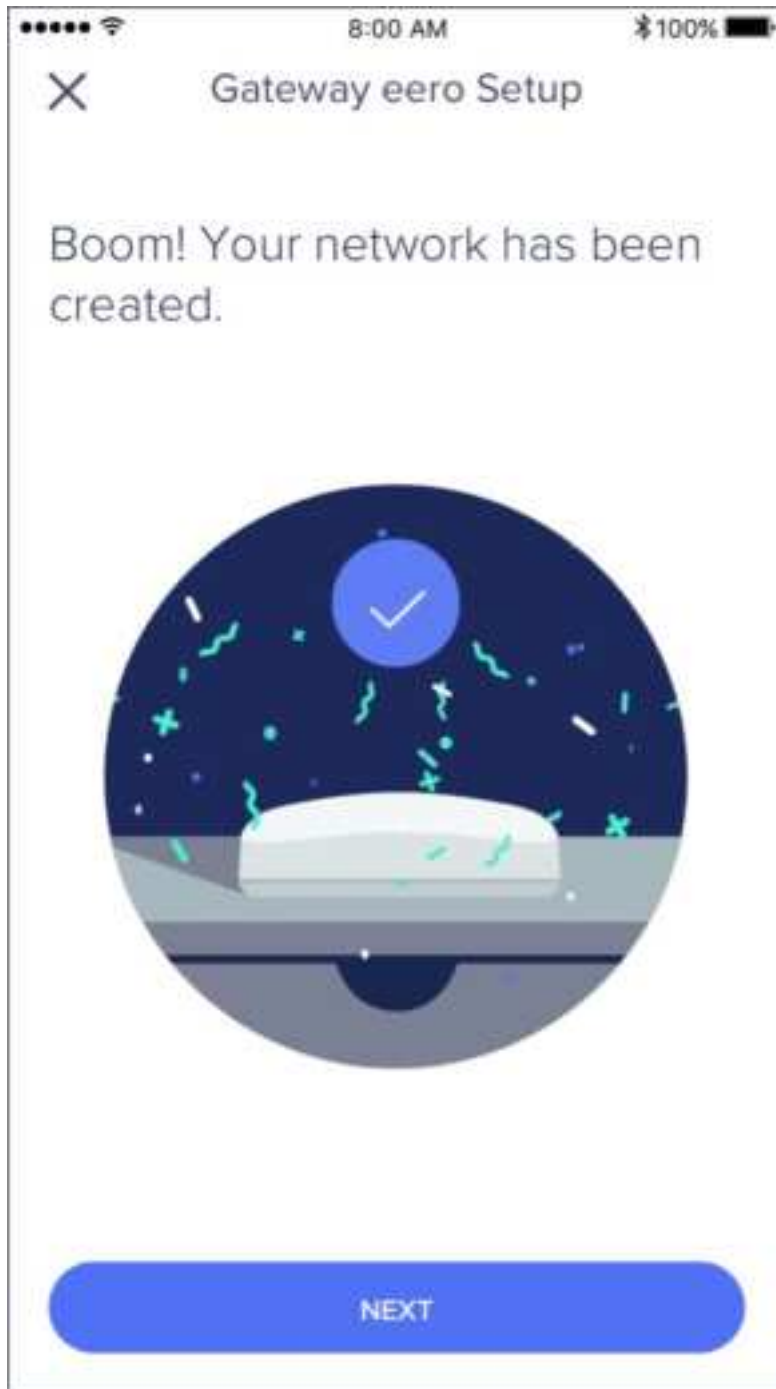 8:00 AM
100%
Gateway eero Setup
Boom! Your network has been
created.
NEXT